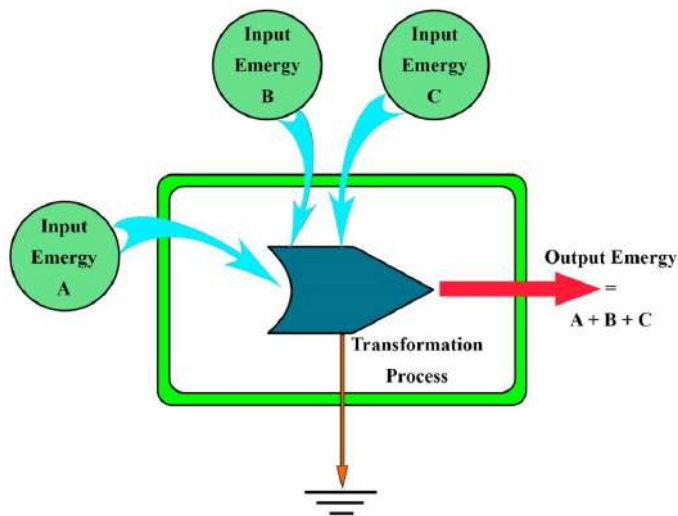 Input
Emergy
B
Input
Emergy
C
Input
Emergy
A
Output Emergy
=
A + B + C
Transformation
Process